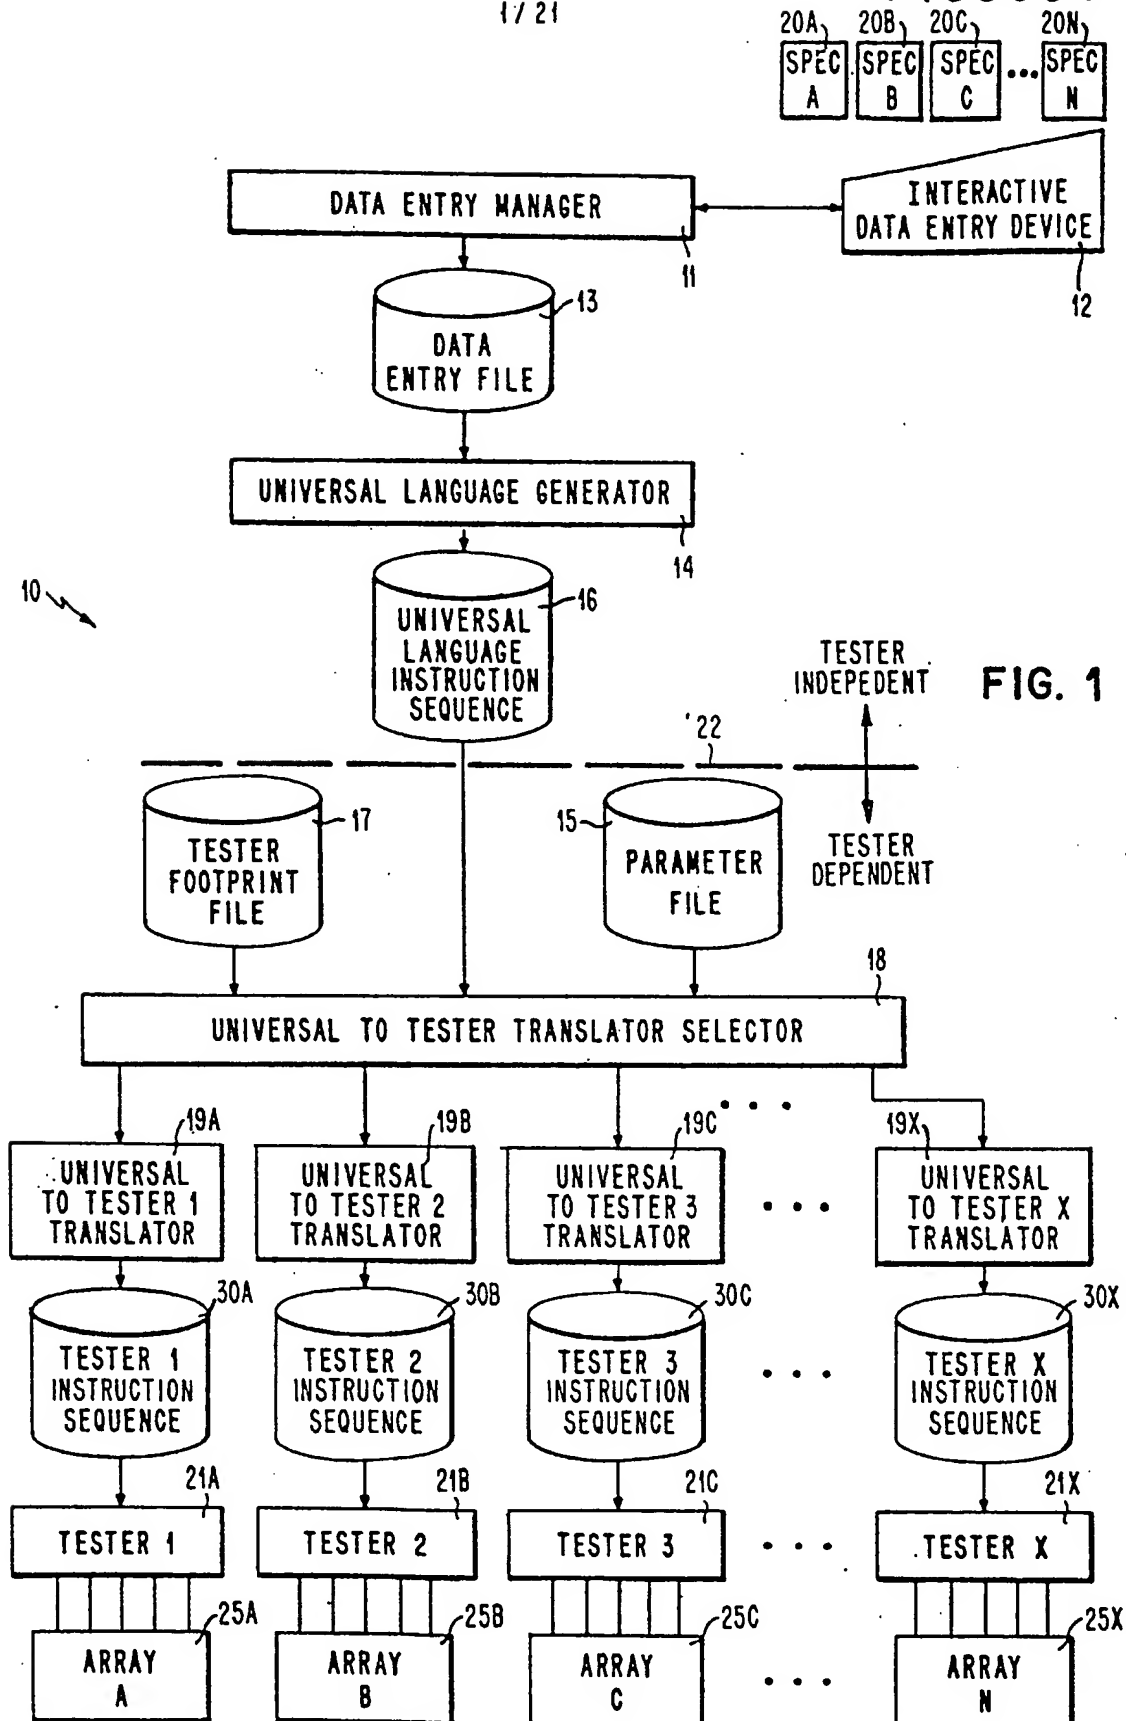 1/21
20A 20B 20C 20N
SPEC A
SPEC B
SPEC C
...
SPEC N
DATA ENTRY MANAGER
11
INTERACTIVE
DATA ENTRY DEVICE
12
13
DATA
ENTRY FILE
UNIVERSAL LANGUAGE GENERATOR
14
10
16
UNIVERSAL
LANGUAGE
INSTRUCTION
SEQUENCE
TESTER
INDEPEDENT
FIG. 1
22
17
TESTER
FOOTPRINT
FILE
15
PARAMETER
FILE
TESTER
DEPENDENT
18
UNIVERSAL TO TESTER TRANSLATOR SELECTOR
...
19A
UNIVERSAL
TO TESTER 1
TRANSLATOR
19B
UNIVERSAL
TO TESTER 2
TRANSLATOR
19C
UNIVERSAL
TO TESTER 3
TRANSLATOR
...
19X
UNIVERSAL
TO TESTER X
TRANSLATOR
30A
TESTER 1
INSTRUCTION
SEQUENCE
30B
TESTER 2
INSTRUCTION
SEQUENCE
30C
TESTER 3
INSTRUCTION
SEQUENCE
...
30X
TESTER X
INSTRUCTION
SEQUENCE
21A
TESTER 1
21B
TESTER 2
21C
TESTER 3
...
21X
TESTER X
25A
ARRAY
A
25B
ARRAY
B
25C
ARRAY
C
...
25X
ARRAY
N